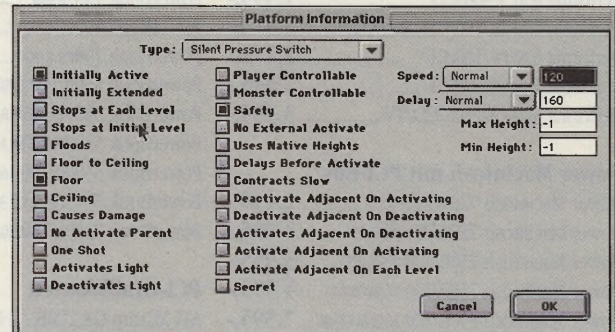 Platform Information
Type: Silent Pressure Switch
Initially Active
Initially Extended
Stops at Each Level
Stops at Initial Level
Floods
Floor to Ceiling
Floor
Ceiling
Causes Damage
No Activate Parent
One Shot
Activates Light
Deactivates Light
Player Controllable
Monster Controllable
Safety
No External Activate
Uses Native Heights
Delays Before Activate
Contracts Slow
Deactivate Adjacent On Activating
Deactivate Adjacent On Deactivating
Activates Adjacent On Deactivating
Activate Adjacent On Activating
Activate Adjacent On Each Level
Secret
Speed: Normal 120
Delay: Normal 160
Max Height: -1
Min Height: -1
Cancel
OK